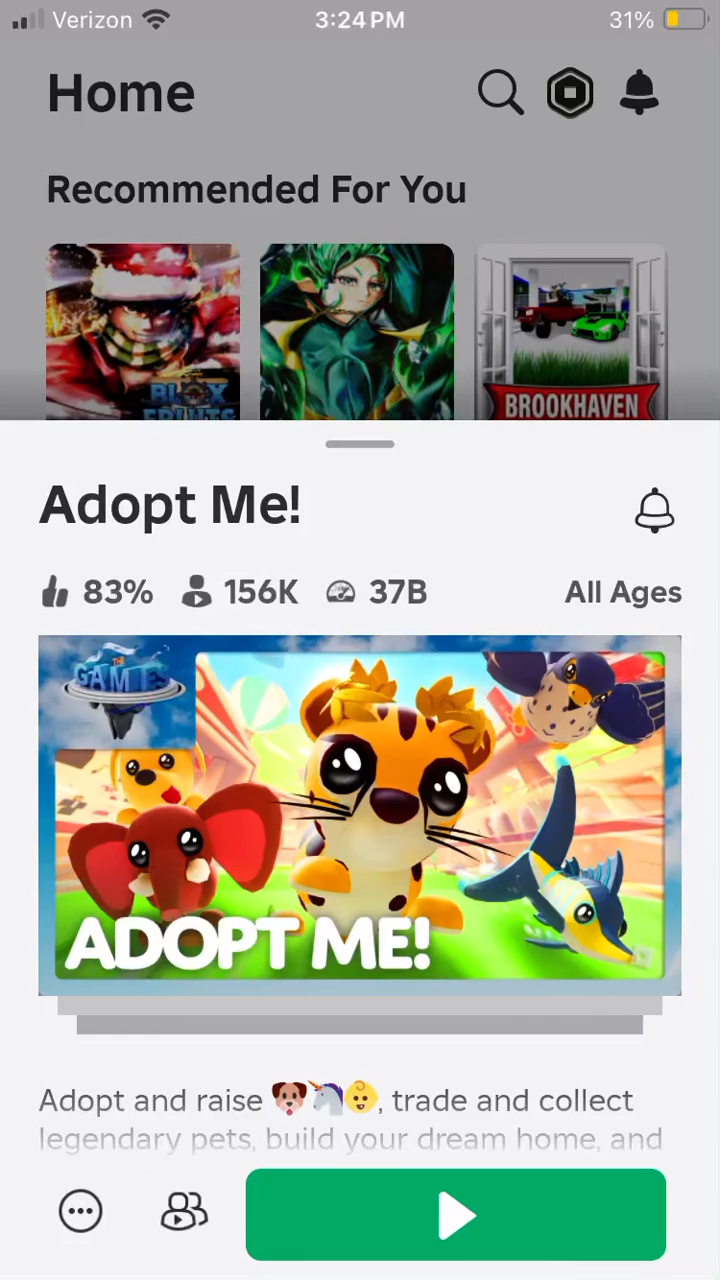 Verizon 3:24 PM 31%
Home
Recommended For You
BLOX FRUITS
BROOKHAVEN
Adopt Me!
83% 156K 37B All Ages
THE GAMES
ADOPT ME!
Adopt and raise 🐶🦄👶, trade and collect
legendary pets, build your dream home, and